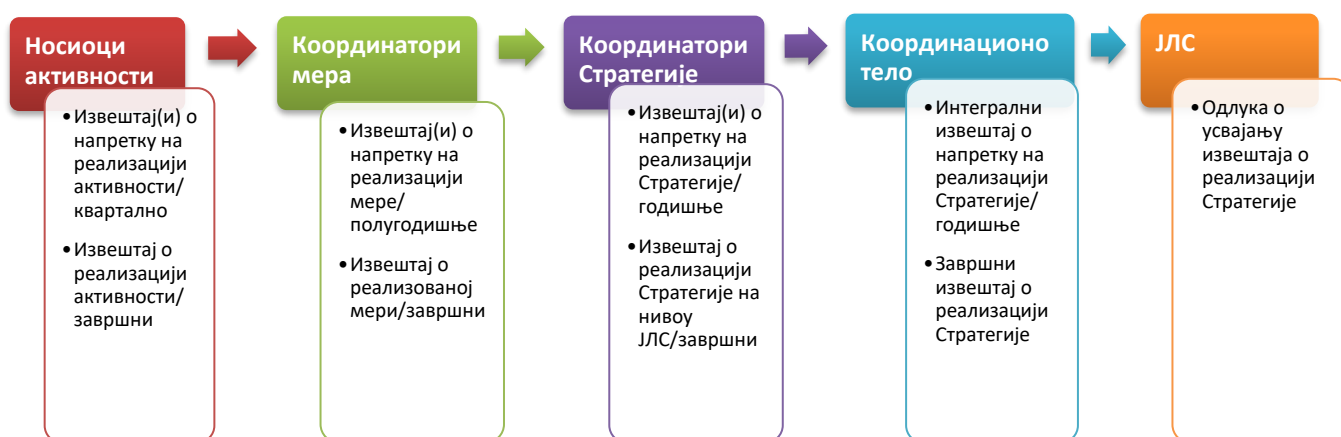 Носиоци
активности
•Извештај(и) о
напретку на
реализацији
активности/
квартално
•Извештај о
реализацији
активности/
завршни
Координатори
мера
•Извештај(и) о
напретку на
реализацији
мере/
полугодишње
•Извештај о
реализованој
мери/завршни
Координатори
Стратегије
•Извештај(и) о
напретку на
реализацији
Стратегије/
годишње
•Извештај о
реализацији
Стратегије на
нивоу
ЈЛС/завршни
Координационо
тело
•Интегрални
извештај о
напретку на
реализацији
Стратегије/
годишње
•Завршни
извештај о
реализацији
Стратегије
ЈЛС
•Одлука о
усвајању
извештаја о
реализацији
Стратегије